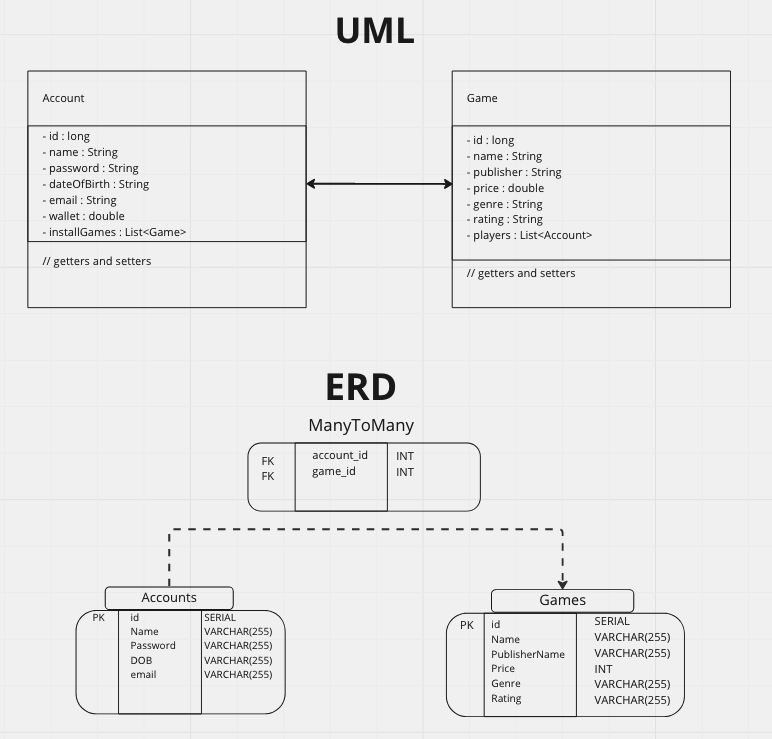 UML
Account
- id : long
- name : String
- password : String
- dateOfBirth : String
- email : String
- wallet : double
- installGames : List<Game>
// getters and setters
Game
- id : long
- name : String
- publisher : String
- price : double
- genre : String
- rating : String
- players : List<Account>
// getters and setters
ERD
ManyToMany
FK account_id INT
FK game_id INT
Accounts
PK id SERIAL
Name VARCHAR(255)
Password VARCHAR(255)
DOB VARCHAR(255)
email VARCHAR(255)
Games
PK id SERIAL
Name VARCHAR(255)
PublisherName VARCHAR(255)
Price INT
Genre VARCHAR(255)
Rating VARCHAR(255)